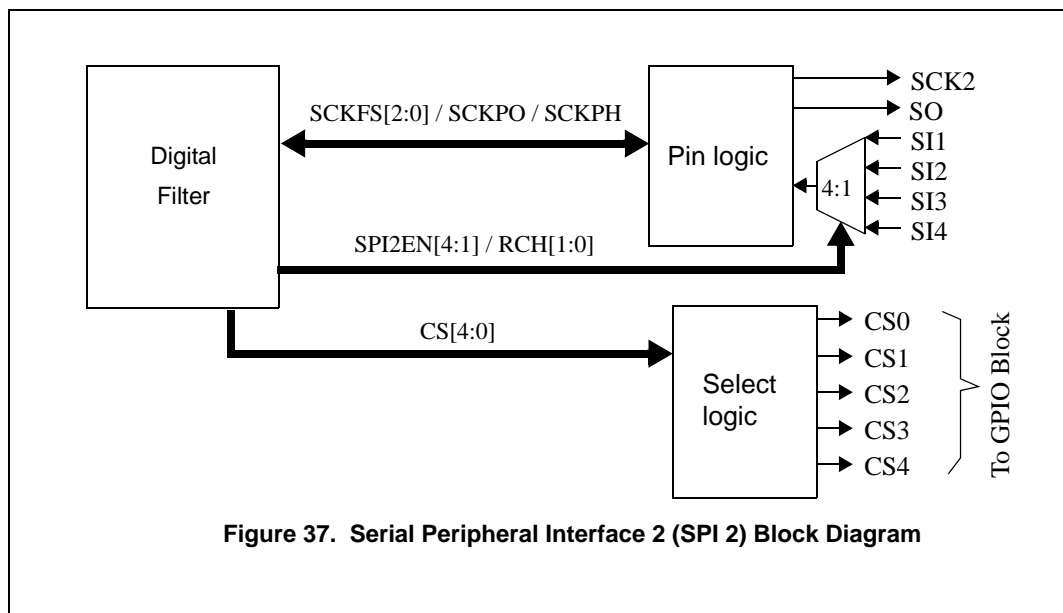 SCK2
SCKFS[2:0] / SCKPO / SCKPH
SO
SI1
Digital
Filter
Pin logic
4:1
SI2
SI3
SI4
SPI2EN[4:1] / RCH[1:0]
CS[4:0]
Select
logic
CS0
CS1
CS2
CS3
CS4
To GPIO Block
Figure 37. Serial Peripheral Interface 2 (SPI 2) Block Diagram